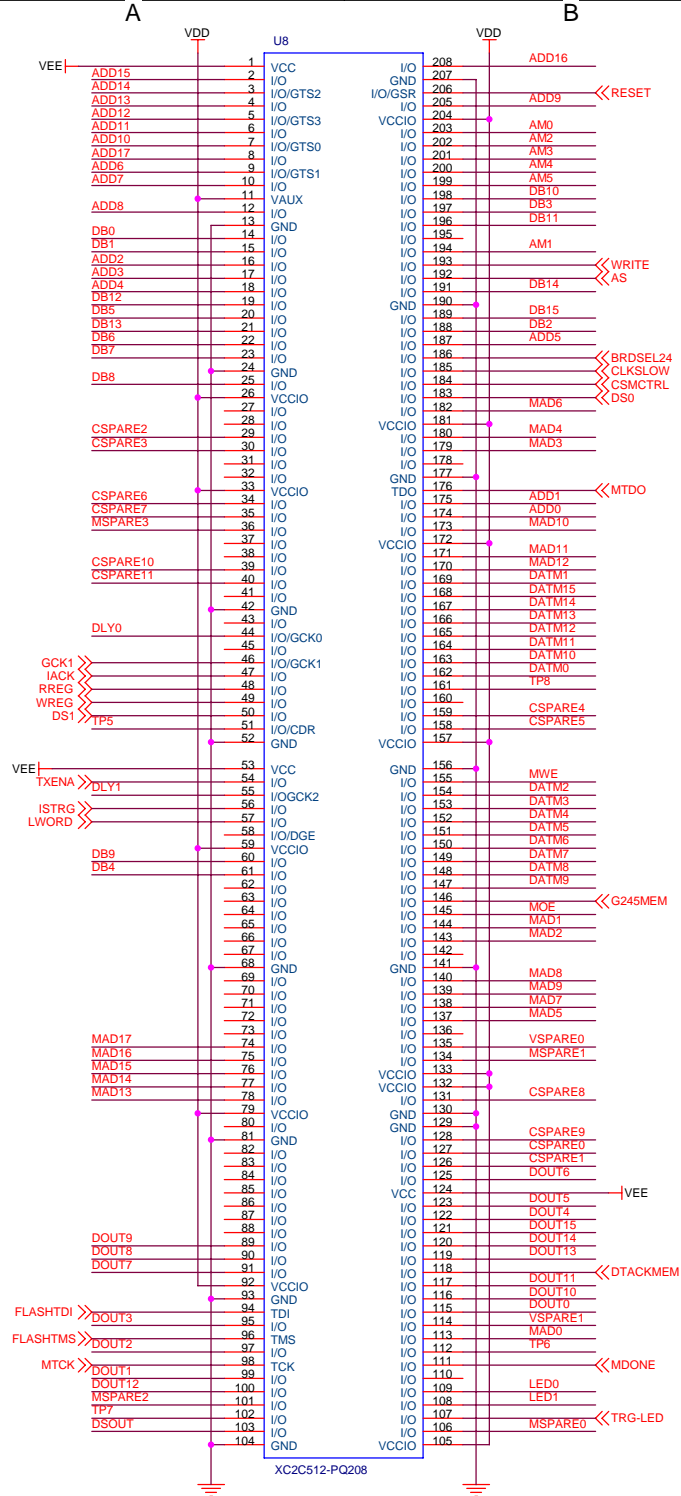 A B
VDD VDD
U8
VEE 1 VCC I/O 208 ADD16
ADD15 2 I/O GND 207
ADD14 3 I/O/GTS2 I/O/GSR 206 RESET
ADD13 4 I/O I/O 205 ADD9
ADD12 5 I/O/GTS3 VCCIO 204
ADD11 6 I/O I/O 203 AM0
ADD10 7 I/O/GTS0 I/O 202 AM2
ADD17 8 I/O I/O 201 AM3
ADD6 9 I/O/GTS1 I/O 200 AM4
ADD7 10 I/O I/O 199 AM5
11 VAUX I/O 198 DB10
ADD8 12 I/O I/O 197 DB3
13 GND I/O 196 DB11
DB0 14 I/O I/O 195
DB1 15 I/O I/O 194 AM1
ADD2 16 I/O I/O 193 WRITE
ADD3 17 I/O I/O 192 AS
ADD4 18 I/O I/O 191 DB14
DB12 19 I/O GND 190
DB5 20 I/O I/O 189 DB15
DB13 21 I/O I/O 188 DB2
DB6 22 I/O I/O 187 ADD5
DB7 23 I/O I/O 186 BRDSEL24
24 GND I/O 185 CLKSLOW
DB8 25 I/O I/O 184 CSMCTRL
26 VCCIO I/O 183 DS0
27 I/O I/O 182 MAD6
28 I/O VCCIO 181
CSPARE2 29 I/O I/O 180 MAD4
CSPARE3 30 I/O I/O 179 MAD3
31 I/O I/O 178
32 I/O GND 177
33 VCCIO TDO 176 MTDO
CSPARE6 34 I/O I/O 175 ADD1
CSPARE7 35 I/O I/O 174 ADD0
MSPARE3 36 I/O I/O 173 MAD10
37 I/O VCCIO 172
38 I/O I/O 171 MAD11
CSPARE10 39 I/O I/O 170 MAD12
CSPARE11 40 I/O I/O 169 DATM1
41 I/O I/O 168 DATM15
42 GND I/O 167 DATM14
43 I/O I/O 166 DATM13
DLY0 44 I/O/GCK0 I/O 165 DATM12
45 I/O I/O 164 DATM11
GCK1 46 I/O/GCK1 I/O 163 DATM10
IACK 47 I/O I/O 162 DATM0
RREG 48 I/O I/O 161 TP8
WREG 49 I/O I/O 160
DS1 50 I/O I/O 159 CSPARE4
TP5 51 I/O/CDR I/O 158 CSPARE5
52 GND VCCIO 157
VEE 53 VCC GND 156
TXENA 54 I/O I/O 155 MWE
DLY1 55 I/OGCK2 I/O 154 DATM2
ISTRG 56 I/O I/O 153 DATM3
LWORD 57 I/O I/O 152 DATM4
58 I/O/DGE I/O 151 DATM5
59 VCCIO I/O 150 DATM6
DB9 60 I/O I/O 149 DATM7
DB4 61 I/O I/O 148 DATM8
62 I/O I/O 147 DATM9
63 I/O I/O 146 G245MEM
64 I/O I/O 145 MOE
65 I/O I/O 144 MAD1
66 I/O I/O 143 MAD2
67 I/O I/O 142
68 GND GND 141
69 I/O I/O 140 MAD8
70 I/O I/O 139 MAD9
71 I/O I/O 138 MAD7
72 I/O I/O 137 MAD5
73 I/O I/O 136
MAD17 74 I/O I/O 135 VSPARE0
MAD16 75 I/O I/O 134 MSPARE1
MAD15 76 I/O VCCIO 133
MAD14 77 I/O VCCIO 132
MAD13 78 I/O I/O 131 CSPARE8
79 VCCIO GND 130
80 I/O GND 129
81 GND I/O 128 CSPARE9
82 I/O I/O 127 CSPARE0
83 I/O I/O 126 CSPARE1
84 I/O I/O 125 DOUT6
85 I/O VCC 124 VEE
86 I/O I/O 123 DOUT5
87 I/O I/O 122 DOUT4
88 I/O I/O 121 DOUT15
DOUT9 89 I/O I/O 120 DOUT14
DOUT8 90 I/O I/O 119 DOUT13
DOUT7 91 I/O I/O 118 DTACKMEM
92 VCCIO I/O 117 DOUT11
93 GND I/O 116 DOUT10
FLASHTDI 94 TDI I/O 115 DOUT0
DOUT3 95 I/O I/O 114 VSPARE1
FLASHTMS 96 TMS I/O 113 MAD0
DOUT2 97 I/O I/O 112 TP6
MTCK 98 TCK I/O 111 MDONE
DOUT1 99 I/O I/O 110
DOUT12 100 I/O I/O 109 LED0
MSPARE2 101 I/O I/O 108 LED1
TP7 102 I/O I/O 107 TRG-LED
DSOUT 103 I/O I/O 106 MSPARE0
104 GND VCCIO 105
XC2C512-PQ208